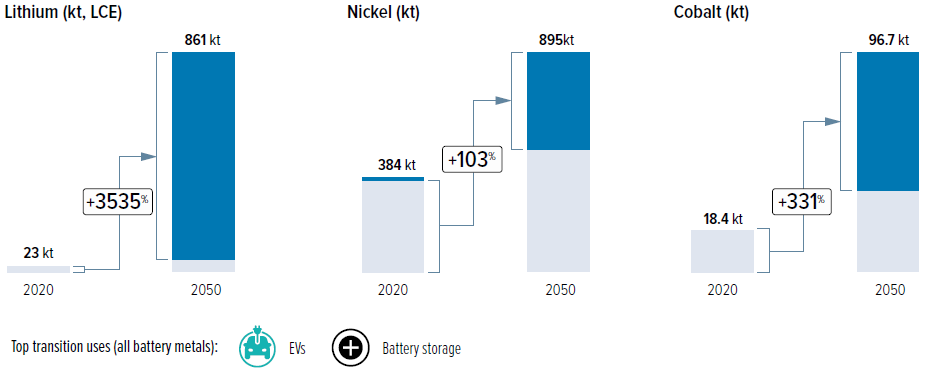 Lithium (kt, LCE)
861 kt
+3535%
23 kt
2020
2050
Nickel (kt)
895kt
384 kt
+103%
2020
2050
Cobalt (kt)
96.7 kt
18.4 kt
+331%
2020
2050
Top transition uses (all battery metals):
EVs
Battery storage